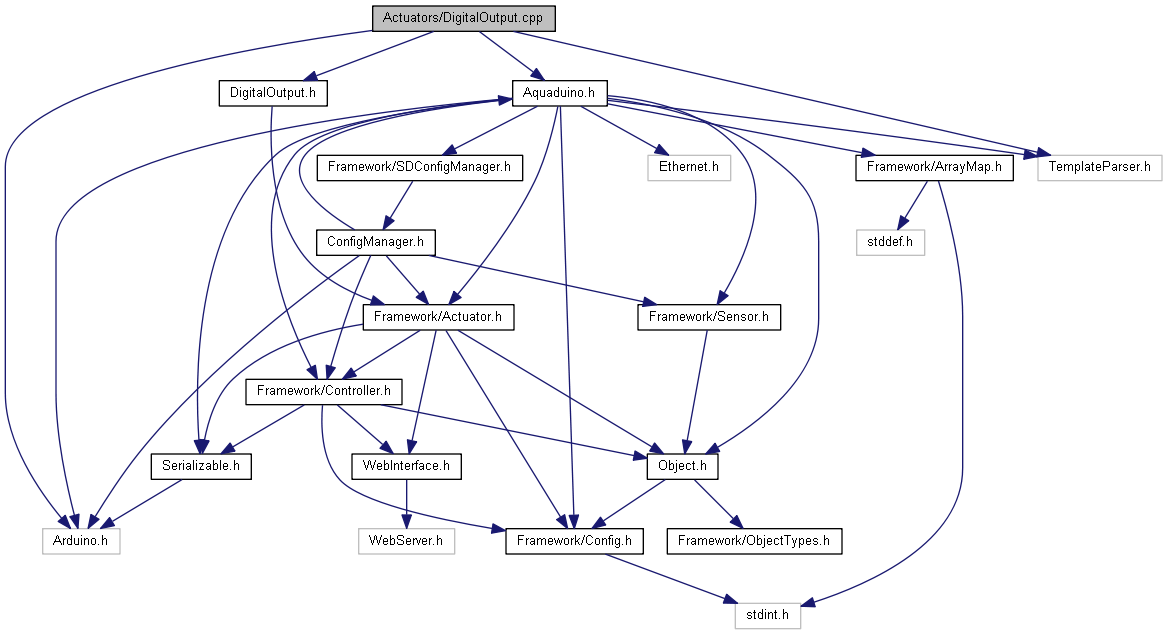 Actuators/DigitalOutput.cpp
DigitalOutput.h
Aquaduino.h
Framework/SDConfigManager.h
Ethernet.h
Framework/ArrayMap.h
TemplateParser.h
ConfigManager.h
stddef.h
Framework/Actuator.h
Framework/Sensor.h
Framework/Controller.h
Serializable.h
WebInterface.h
Object.h
Arduino.h
WebServer.h
Framework/Config.h
Framework/ObjectTypes.h
stdint.h